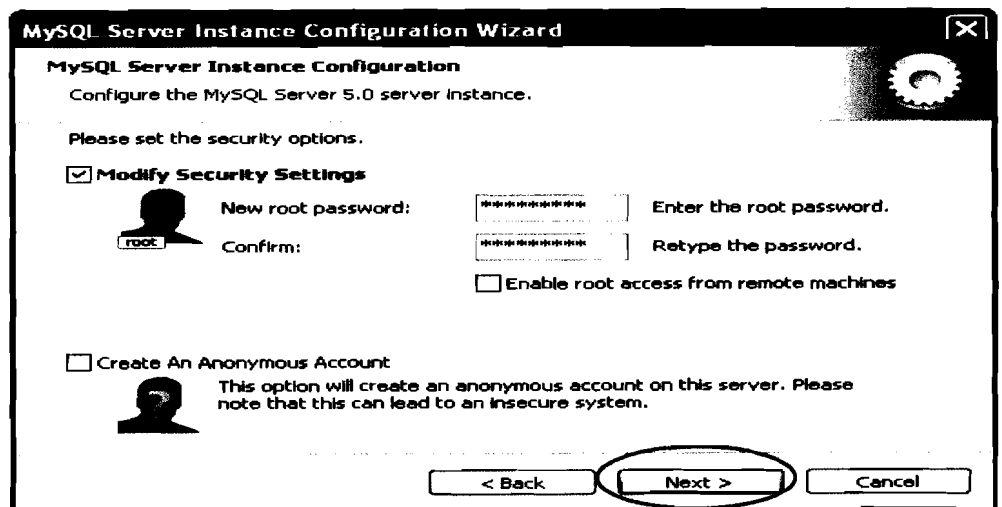 MySQL Server Instance Configuration Wizard
MySQL Server Instance Configuration
Configure the MySQL Server 5.0 server instance.
Please set the security options.
Modify Security Settings
root
New root password: ********* Enter the root password.
Confirm: ********* Retype the password.
Enable root access from remote machines
Create An Anonymous Account
This option will create an anonymous account on this server. Please
note that this can lead to an insecure system.
< Back Next > Cancel